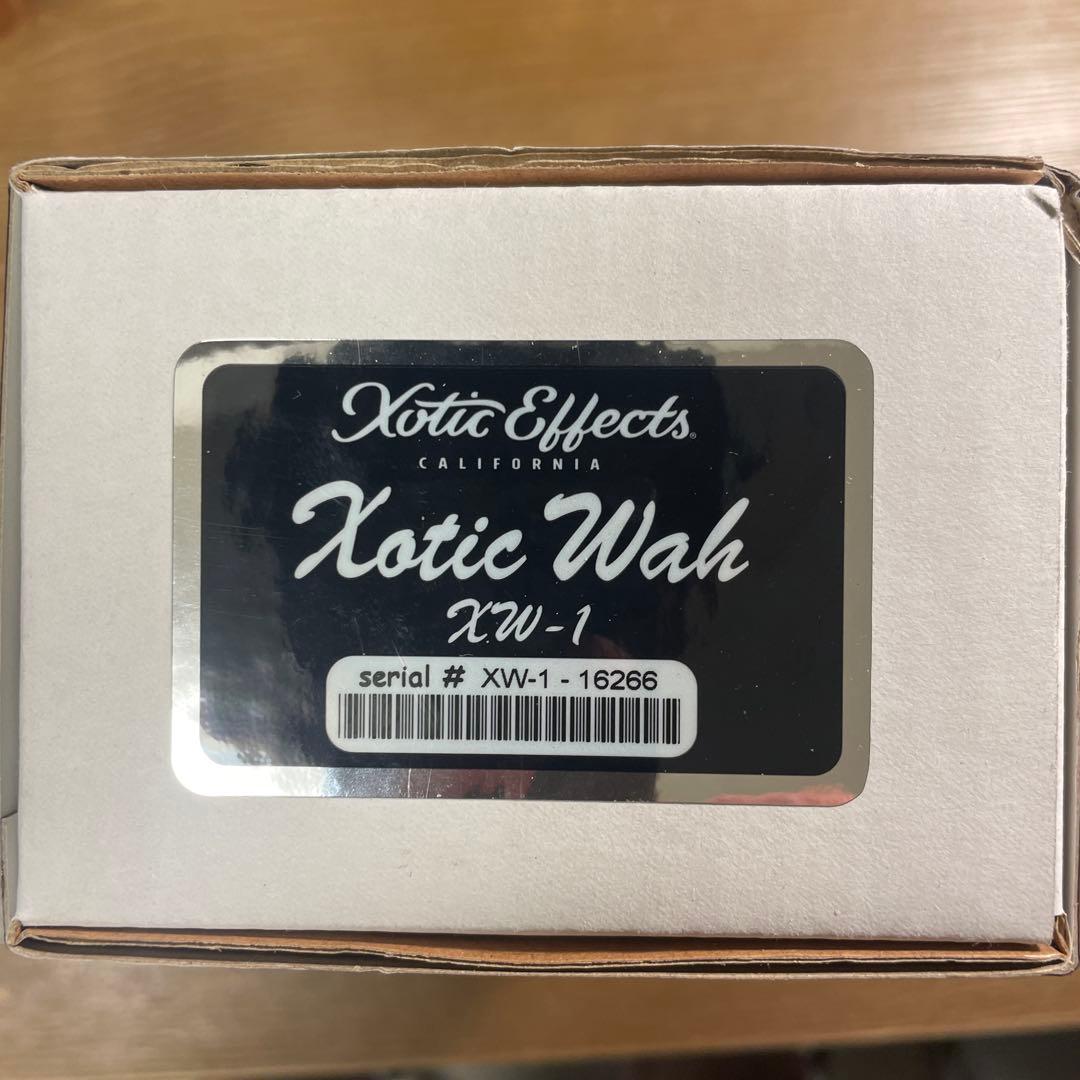 Xotic Effects®
CALIFORNIA
Xotic Wah
XW-1
serial # XW-1 - 16266